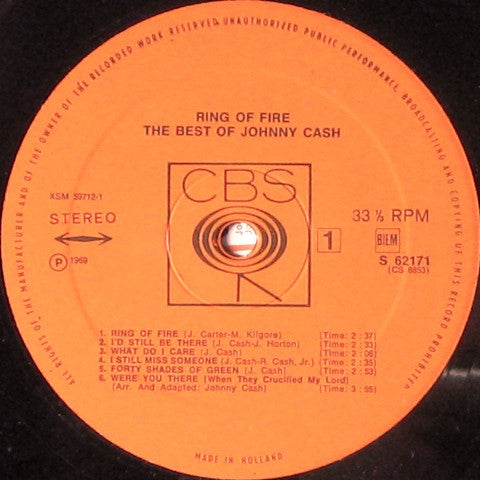 ALL RIGHTS OF THE MANUFACTURER AND OF THE OWNER OF THE RECORDED WORK RESERVED UNAUTHORIZED PUBLIC PERFORMANCE, BROADCASTING AND COPYING OF THIS RECORD PROHIBITED
RING OF FIRE
THE BEST OF JOHNNY CASH
CBS
XSM 59712-1
STEREO
33 ⅓ RPM
1
BIEM
P 1969
S 62171
(CS 8853)
1. RING OF FIRE (J. Carter-M. Kilgore) (Time: 2 : 37)
2. I'D STILL BE THERE (J. Cash-J. Horton) (Time: 2 : 33)
3. WHAT DO I CARE (J. Cash) (Time: 2 : 06)
4. I STILL MISS SOMEONE (J. Cash-R. Cash, Jr.) (Time: 2 : 35)
5. FORTY SHADES OF GREEN (J. Cash) (Time: 2 : 53)
6. WERE YOU THERE (When They Crucified My Lord)
(Arr. And Adapted: Johnny Cash) (Time: 3 : 55)
MADE IN HOLLAND